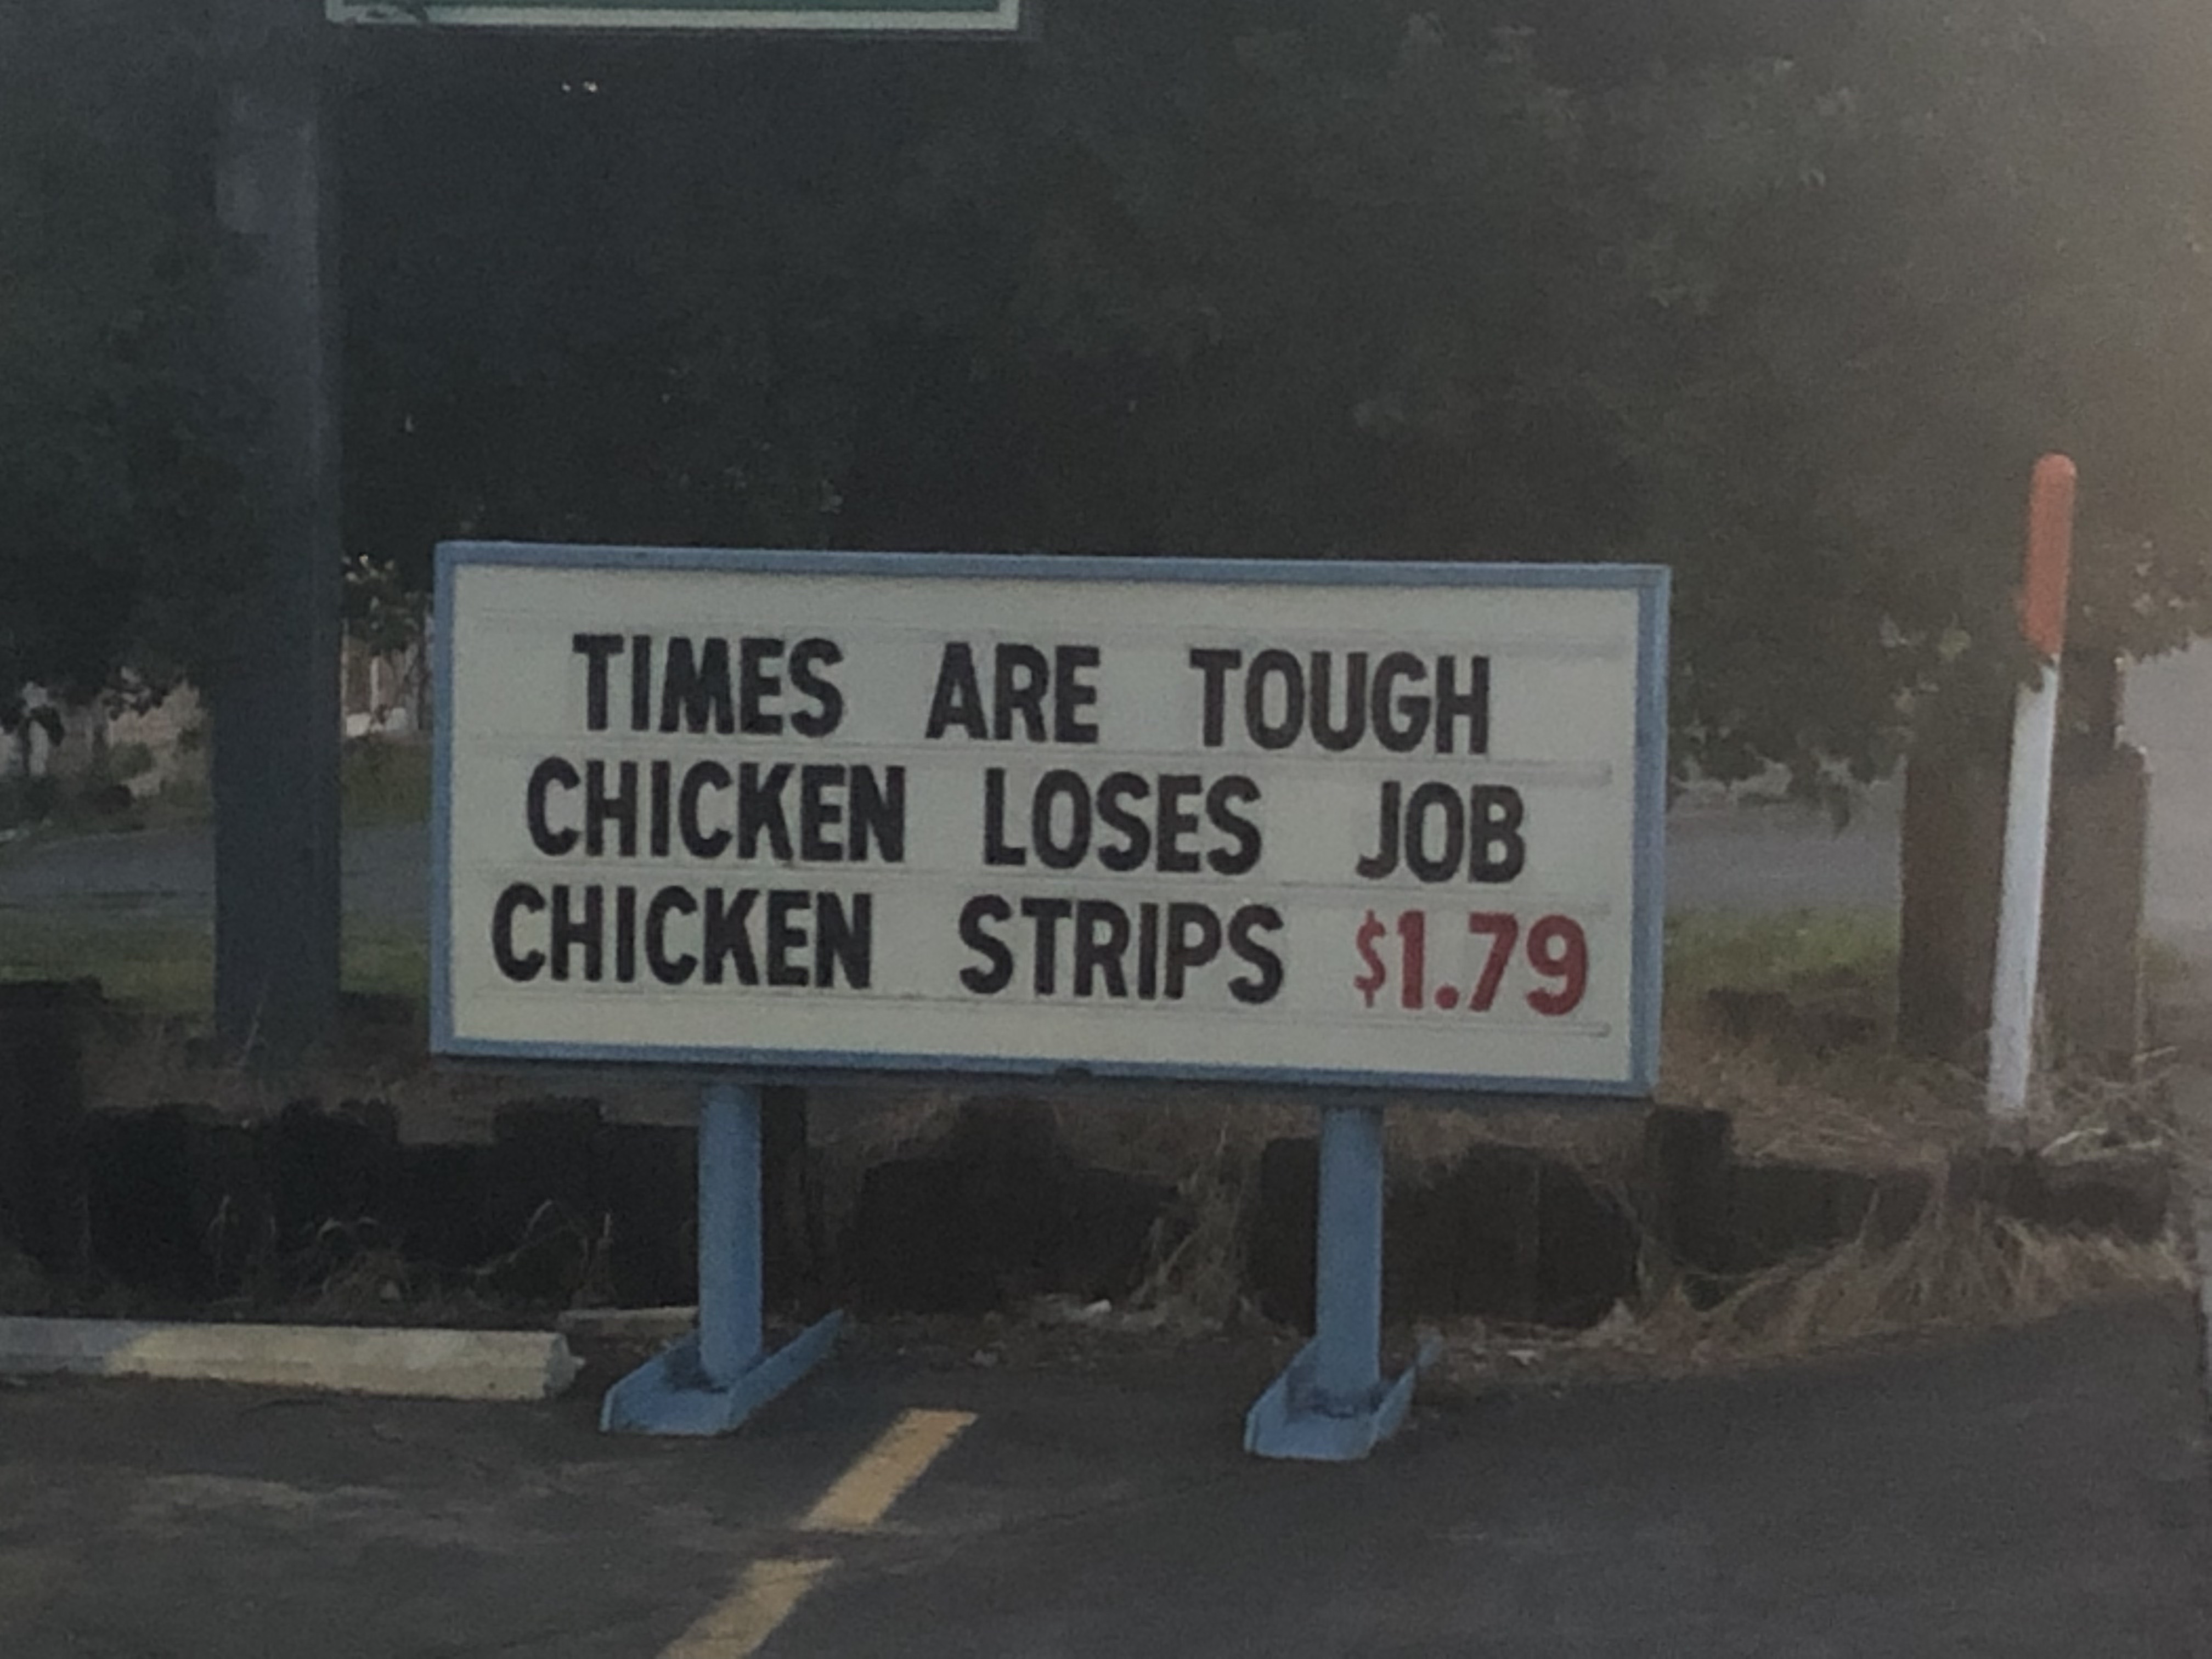 TIMES ARE TOUGH
CHICKEN LOSES JOB
CHICKEN STRIPS $1.79